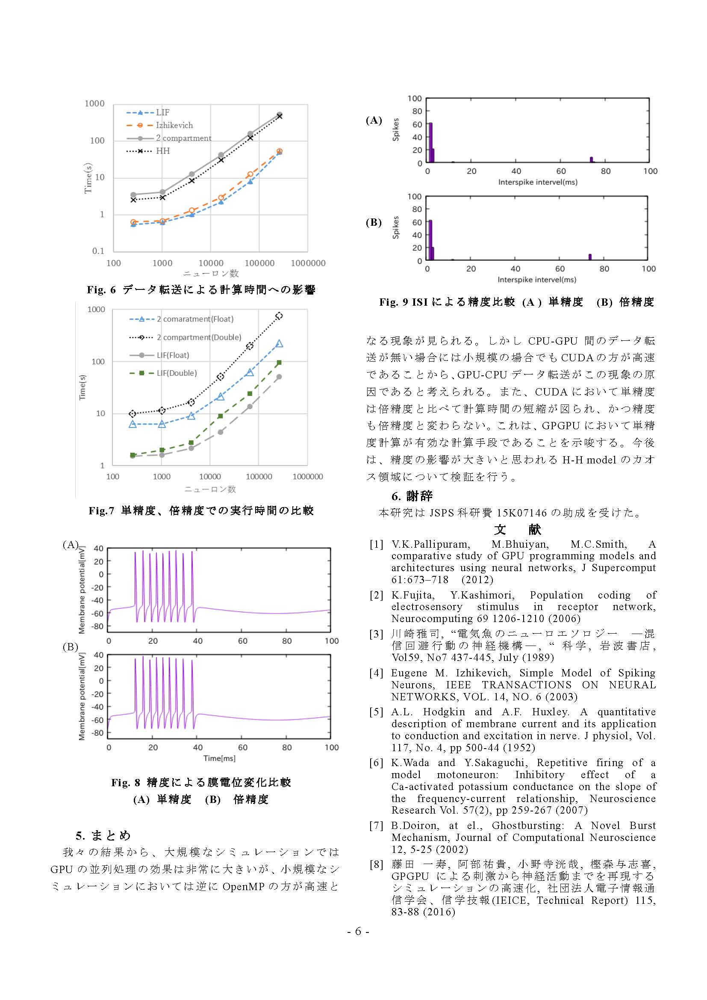 1000
100
10
1
0.1
Time(s)
LIF
Izhikevich
2 compartment
HH
100 1000 10000 100000 1000000
ニューロン数
Fig. 6 データ転送による計算時間への影響
1000
100
10
1
Time(s)
2 comaratment(Float)
2 compartment(Double)
LIF(Float)
LIF(Double)
100 1000 10000 100000 1000000
ニューロン数
Fig.7 単精度、倍精度での実行時間の比較
(A)
Membrane potential[mV]
40
20
0
-20
-40
-60
-80
0 20 40 60 80 100
(B)
Membrane potential[mV]
40
20
0
-20
-40
-60
-80
0 20 40 60 80 100
Time[ms]
Fig. 8 精度による膜電位変化比較
(A) 単精度 (B) 倍精度
5. まとめ
我々の結果から、大規模なシミュレーションでは
GPU の並列処理の効果は非常に大きいが、小規模なシ
ミュレーションにおいては逆に OpenMP の方が高速と
(A)
Spikes
100
80
60
40
20
0
0 20 40 60 80 100
Interspike intervel(ms)
(B)
Spikes
100
80
60
40
20
0
0 20 40 60 80 100
Interspike intervel(ms)
Fig. 9 ISI による精度比較 (A ) 単精度 (B) 倍精度
なる現象が見られる。しかし CPU-GPU 間のデータ転
送が無い場合には小規模の場合でも CUDA の方が高速
であることから、GPU-CPU データ転送がこの現象の原
因であると考えられる。また、CUDA において単精度
は倍精度と比べて計算時間の短縮が図られ、かつ精度
も倍精度と変わらない。これは、GPGPU において単精
度計算が有効な計算手段であることを示唆する。今後
は、精度の影響が大きいと思われる H-H model のカオ
ス領域について検証を行う。
6. 謝辞
本研究は JSPS 科研費 15K07146 の助成を受けた。
文 献
[1] V.K.Pallipuram, M.Bhuiyan, M.C.Smith, A
comparative study of GPU programming models and
architectures using neural networks, J Supercomput
61:673–718 (2012)
[2] K.Fujita, Y.Kashimori, Population coding of
electrosensory stimulus in receptor network,
Neurocomputing 69 1206-1210 (2006)
[3] 川崎雅司, “電気魚のニューロエソロジー ―混
信回避行動の神経機構―, “ 科学, 岩波書店,
Vol59, No7 437-445, July (1989)
[4] Eugene M. Izhikevich, Simple Model of Spiking
Neurons, IEEE TRANSACTIONS ON NEURAL
NETWORKS, VOL. 14, NO. 6 (2003)
[5] A.L. Hodgkin and A.F. Huxley. A quantitative
description of membrane current and its application
to conduction and excitation in nerve. J physiol, Vol.
117, No. 4, pp 500-44 (1952)
[6] K.Wada and Y.Sakaguchi, Repetitive firing of a
model motoneuron: Inhibitory effect of a
Ca-activated potassium conductance on the slope of
the frequency-current relationship, Neuroscience
Research Vol. 57(2), pp 259-267 (2007)
[7] B.Doiron, at el., Ghostbursting: A Novel Burst
Mechanism, Journal of Computational Neuroscience
12, 5-25 (2002)
[8] 藤田 一寿, 阿部祐貴, 小野寺洸哉, 樫森与志喜,
GPGPU による刺激から神経活動までを再現する
シミュレーションの高速化, 社団法人電子情報通
信学会、信学技報(IEICE, Technical Report) 115,
83-88 (2016)
- 6 -